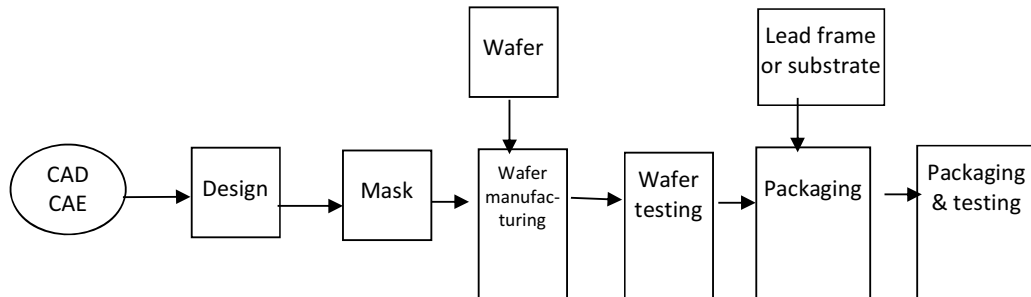 Wafer
Lead frame
or substrate
CAD
CAE
Design
Mask
Wafer
manufac-
turing
Wafer
testing
Packaging
Packaging
& testing